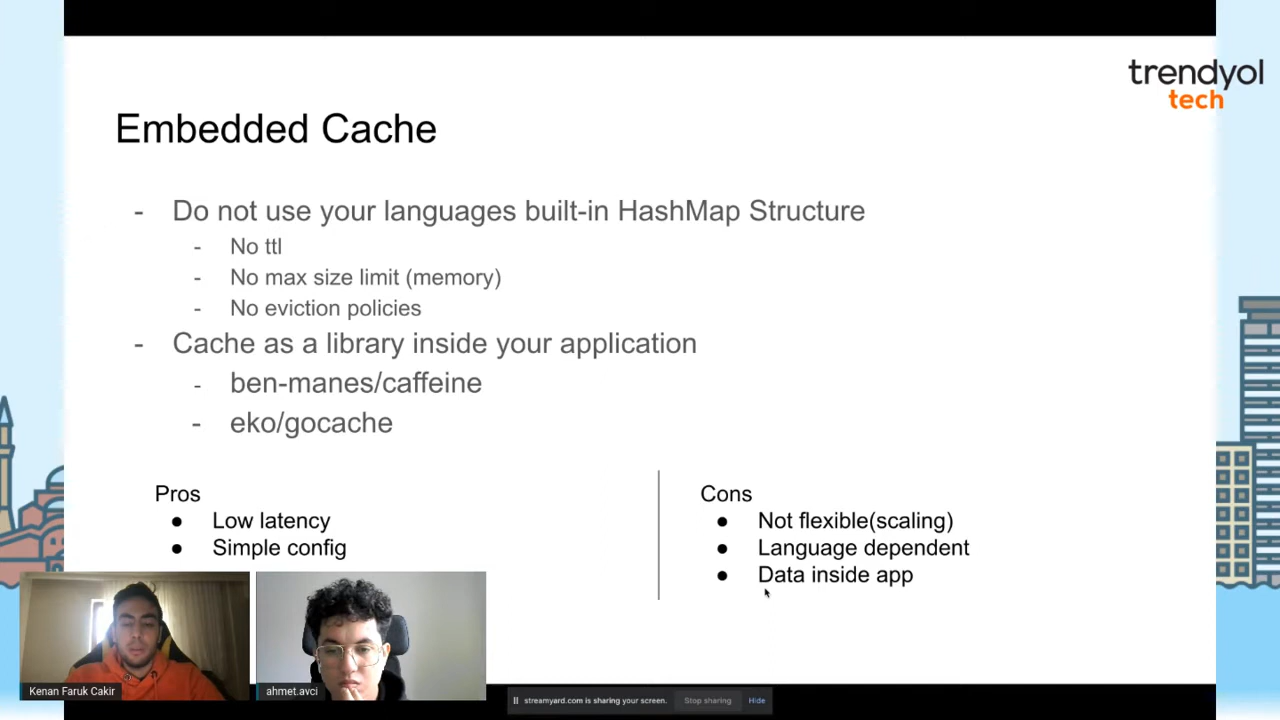 trendyol
tech
Embedded Cache
- Do not use your languages built-in HashMap Structure
- No ttl
- No max size limit (memory)
- No eviction policies
- Cache as a library inside your application
- ben-manes/caffeine
- eko/gocache
Pros
● Low latency
● Simple config
Cons
● Not flexible(scaling)
● Language dependent
● Data inside app
Kenan Faruk Cakir
ahmet.avci
streamyard.com is sharing your screen.
Stop sharing
Hide